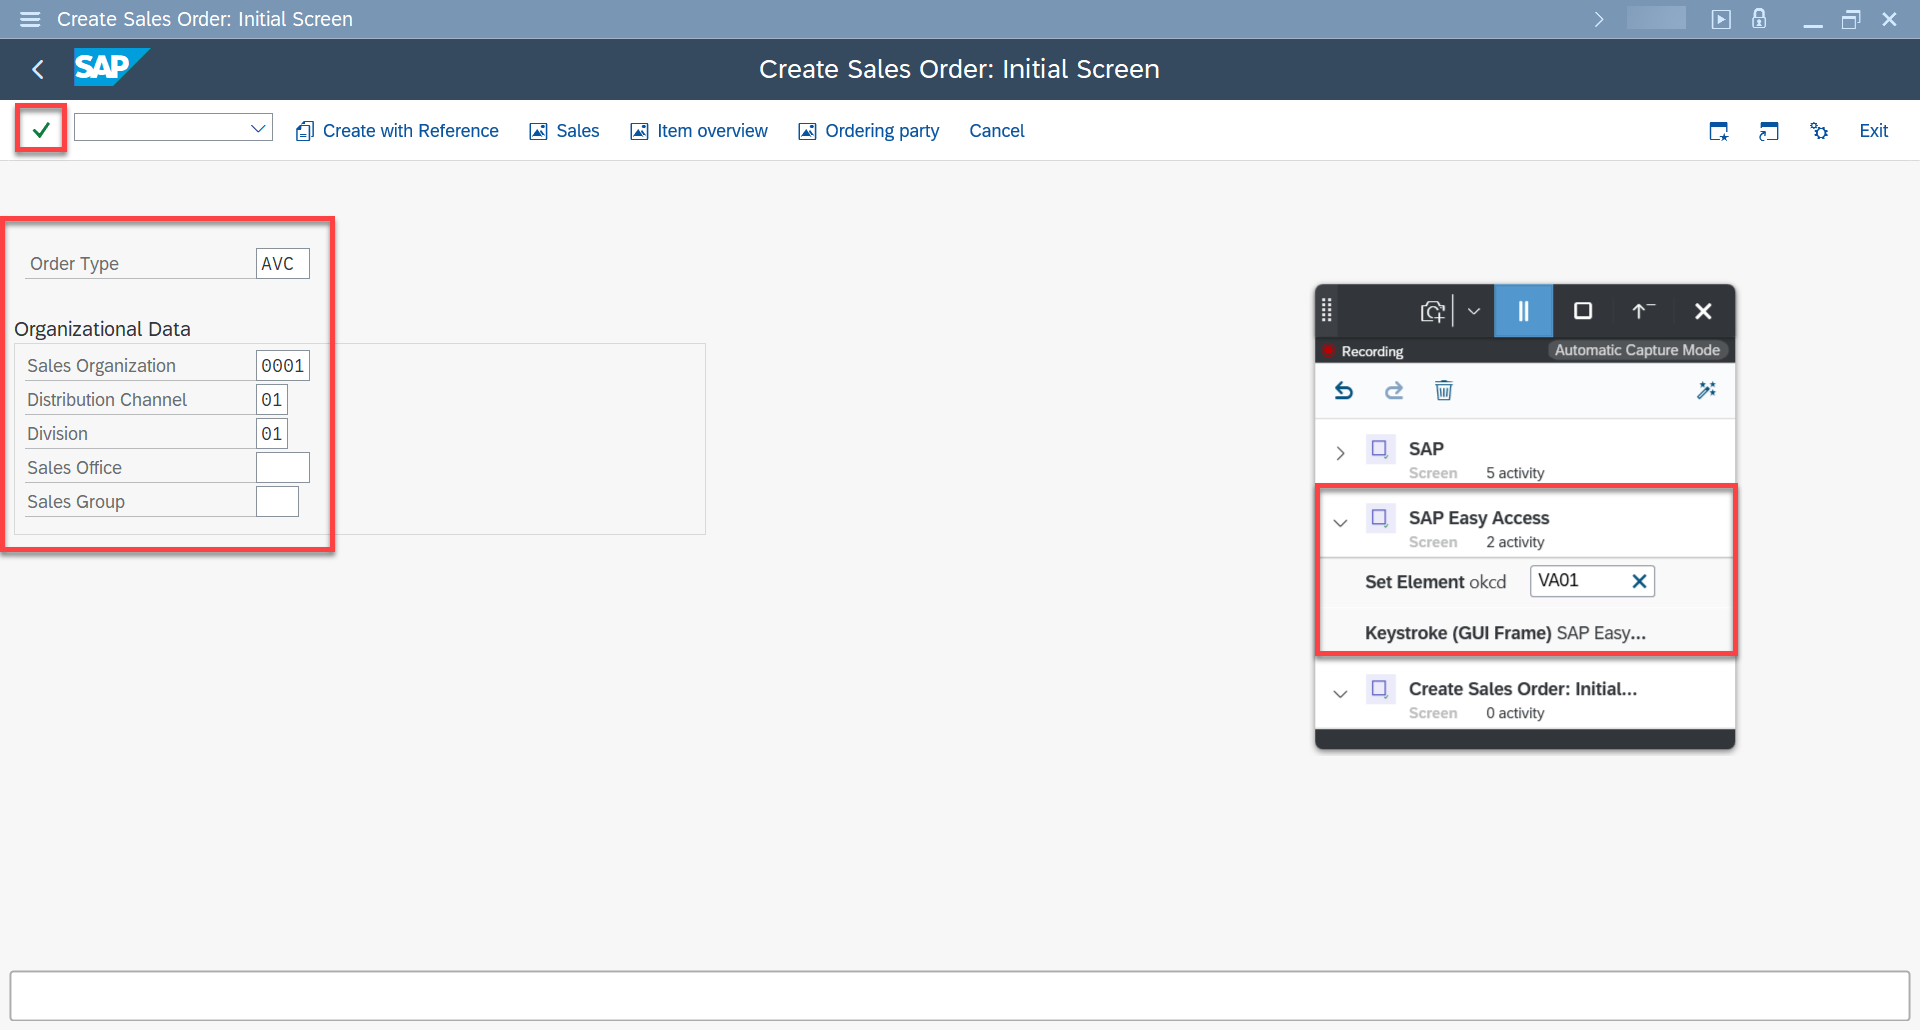 Create Sales Order: Initial Screen
SAP
Create Sales Order: Initial Screen
Create with Reference
Sales
Item overview
Ordering party
Cancel
Exit
Order Type AVC
Organizational Data
Sales Organization 0001
Distribution Channel 01
Division 01
Sales Office
Sales Group
Recording
Automatic Capture Mode
SAP
Screen 5 activity
SAP Easy Access
Screen 2 activity
Set Element okcd VA01
Keystroke (GUI Frame) SAP Easy...
Create Sales Order: Initial...
Screen 0 activity